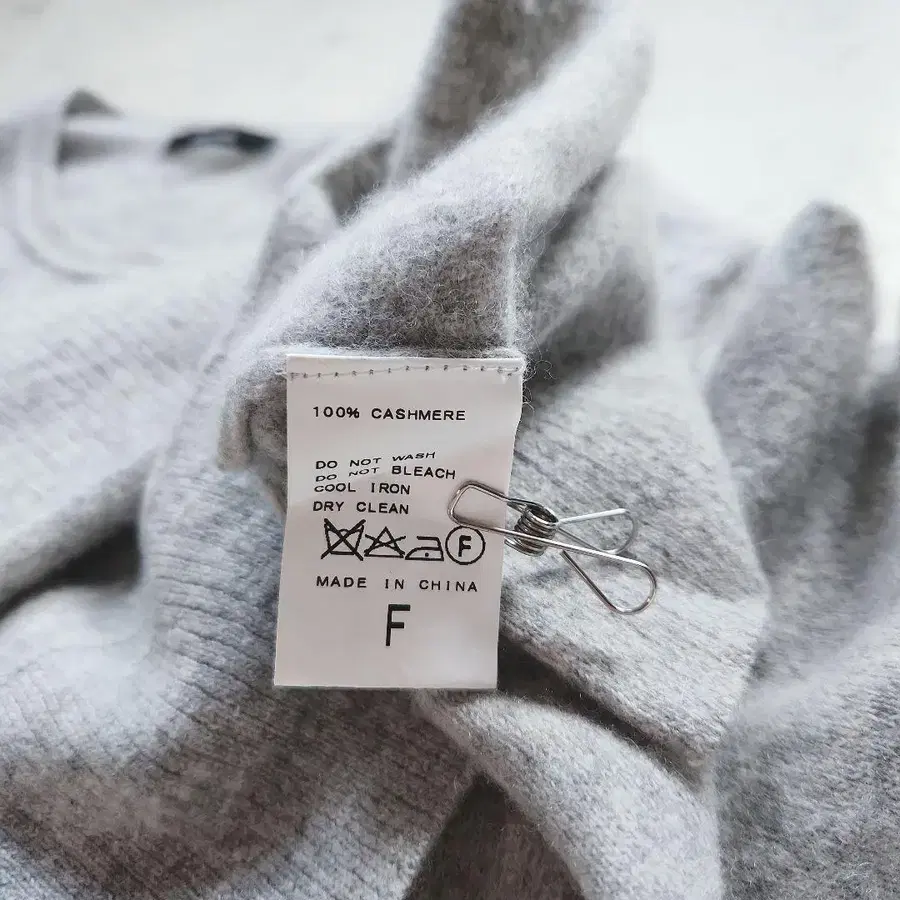 100% CASHMERE
DO NOT WASH
DO NOT BLEACH
COOL IRON
DRY CLEAN
F
MADE IN CHINA
F